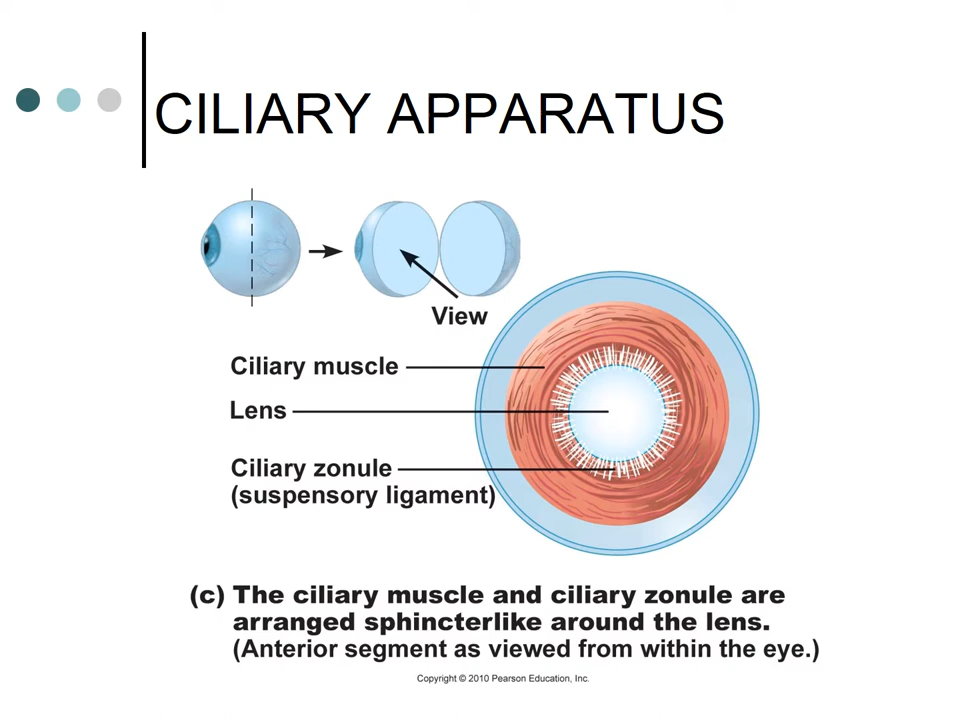 CILIARY APPARATUS
View
Ciliary muscle
Lens
Ciliary zonule
(suspensory ligament)
(c) The ciliary muscle and ciliary zonule are
arranged sphincterlike around the lens.
(Anterior segment as viewed from within the eye.)
Copyright © 2010 Pearson Education, Inc.